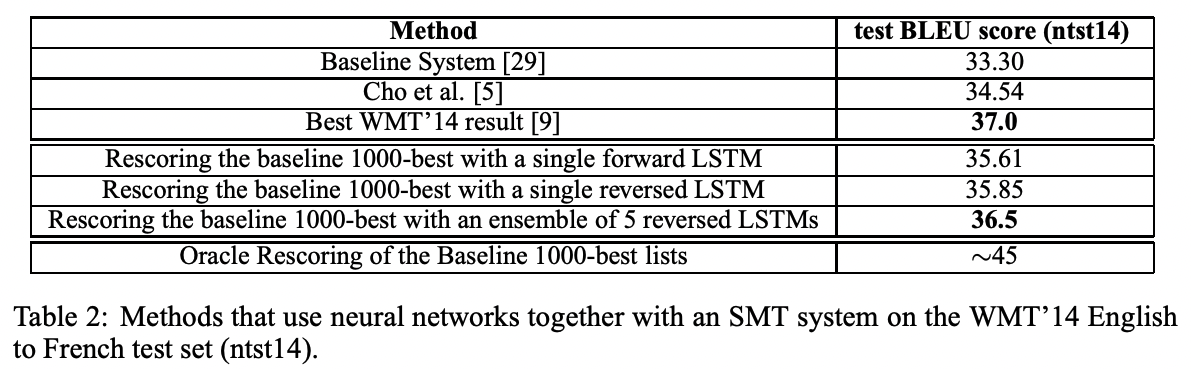 Method test BLEU score (ntst14)
Baseline System [29] 33.30
Cho et al. [5] 34.54
Best WMT’14 result [9] 37.0
Rescoring the baseline 1000-best with a single forward LSTM 35.61
Rescoring the baseline 1000-best with a single reversed LSTM 35.85
Rescoring the baseline 1000-best with an ensemble of 5 reversed LSTMs 36.5
Oracle Rescoring of the Baseline 1000-best lists ∼45
Table 2: Methods that use neural networks together with an SMT system on the WMT’14 English
to French test set (ntst14).